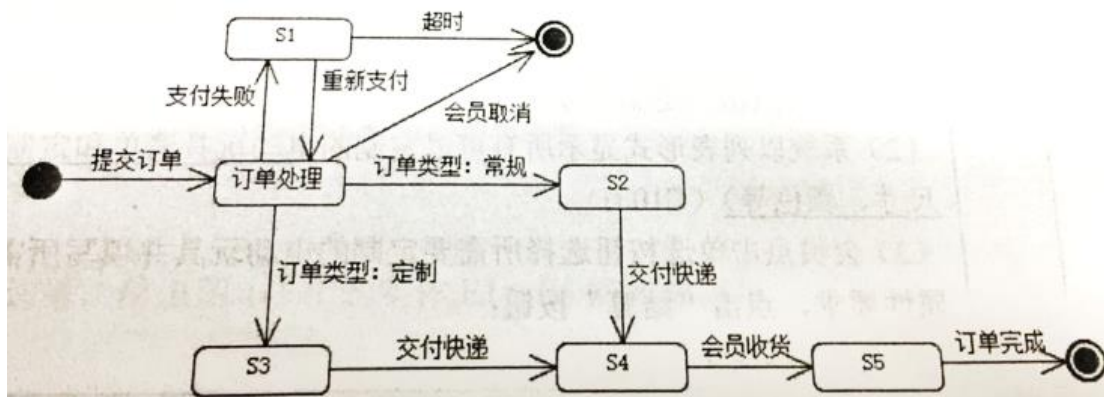 S1
超时
支付失败
重新支付
会员取消
提交订单
订单处理
订单类型：常规
S2
订单类型：定制
交付快递
S3
交付快递
S4
会员收货
S5
订单完成